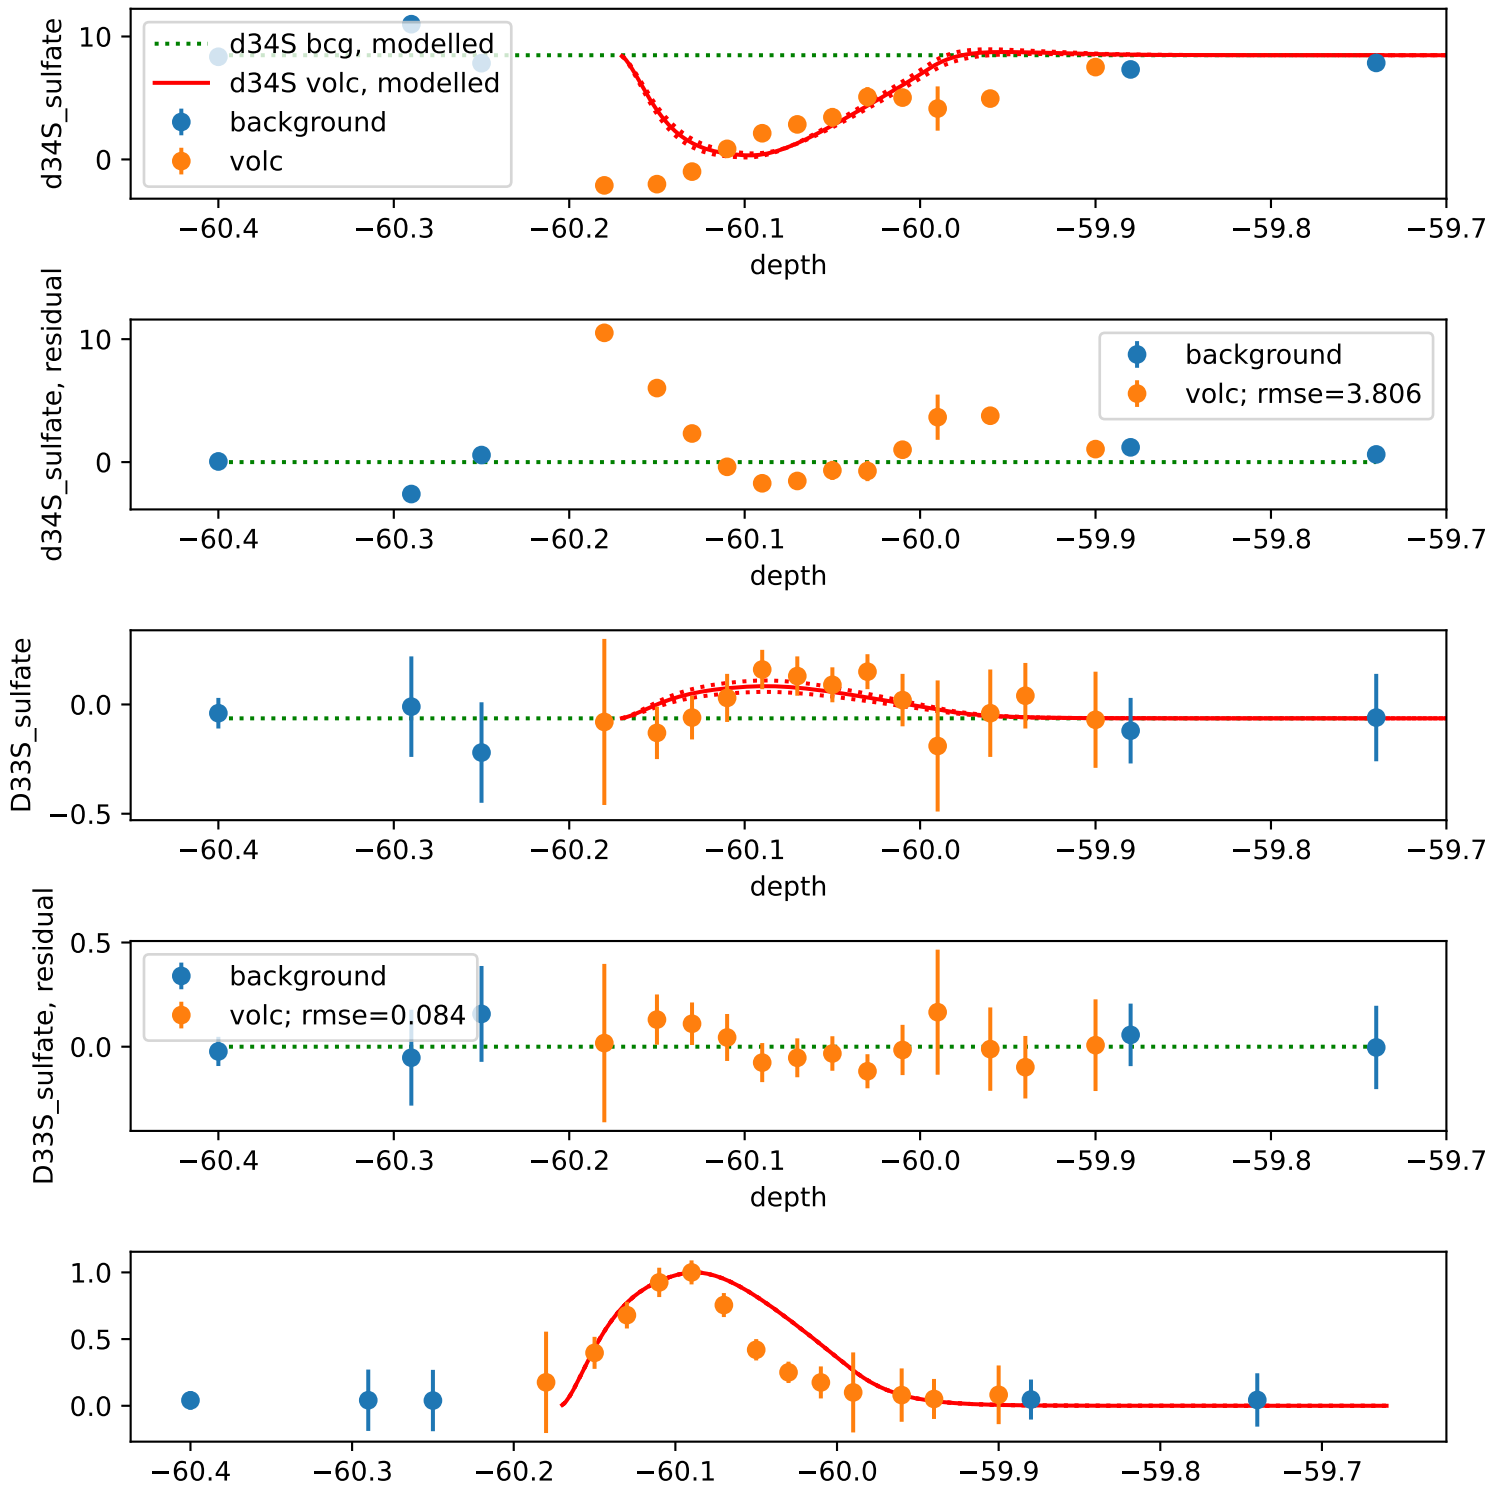 d34S_sulfate
10
0
d34S bcg, modelled
d34S volc, modelled
background
volc
−60.4 −60.3 −60.2 −60.1 −60.0 −59.9 −59.8 −59.7
depth
d34S_sulfate, residual
10
0
background
volc; rmse=3.806
−60.4 −60.3 −60.2 −60.1 −60.0 −59.9 −59.8 −59.7
depth
D33S_sulfate
0.0
−0.5
−60.4 −60.3 −60.2 −60.1 −60.0 −59.9 −59.8 −59.7
depth
D33S_sulfate, residual
0.5
0.0
background
volc; rmse=0.084
−60.4 −60.3 −60.2 −60.1 −60.0 −59.9 −59.8 −59.7
depth
1.0
0.5
0.0
−60.4 −60.3 −60.2 −60.1 −60.0 −59.9 −59.8 −59.7